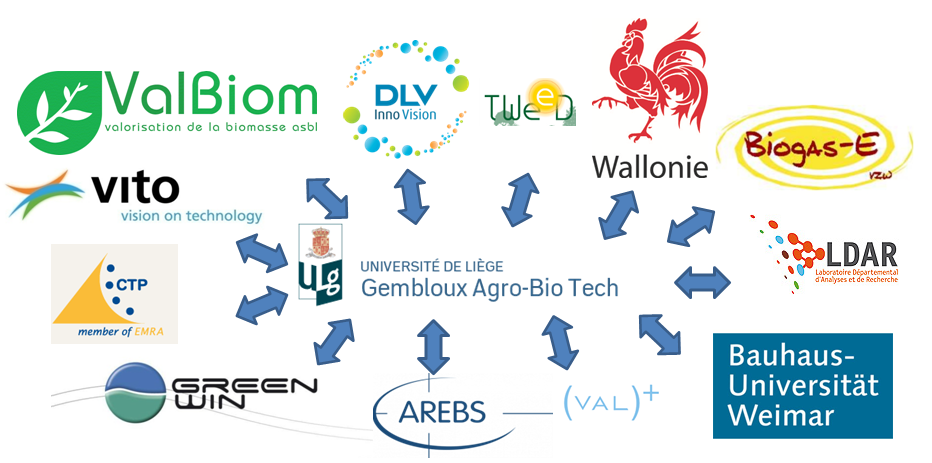 ValBiom
valorisation de la biomasse asbl
DLV
InnoVision
TWeeD
Wallonie
BioGAS-E
vzw
vito
vision on technology
ulg
UNIVERSITÉ DE LIÈGE
Gembloux Agro-Bio Tech
LDAR
Laboratoire Départemental
d'Analyses et de Recherche
CTP
member of EMRA
GREEN
WIN
AREBS
(VAL)+
Bauhaus-
Universität
Weimar